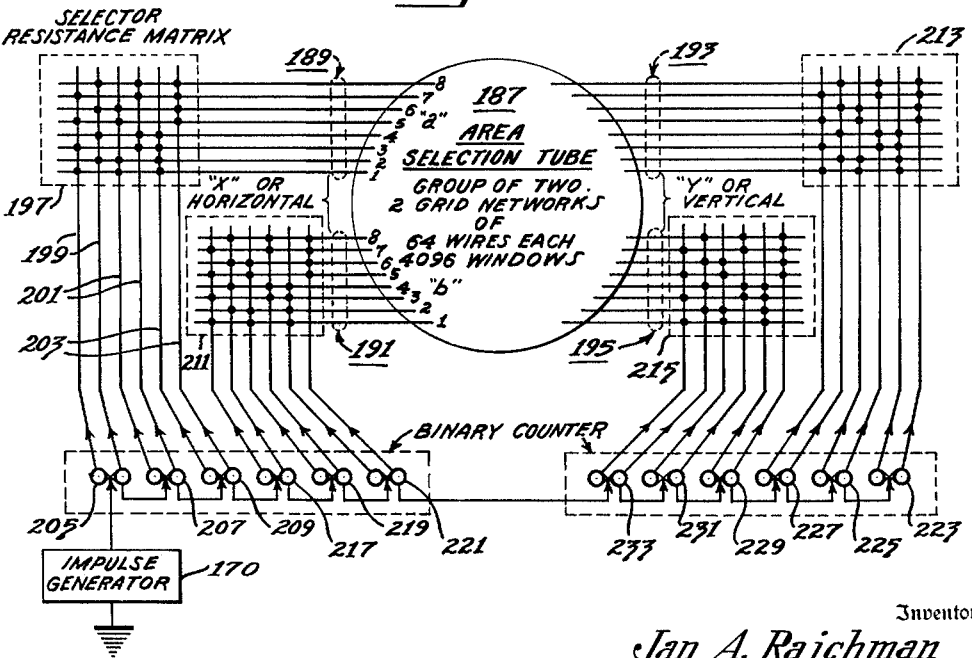 SELECTOR
RESISTANCE MATRIX
189
193
213
8
7
6
5 "a"
4
3
2
1
187
AREA
SELECTION TUBE
GROUP OF TWO.
2 GRID NETWORKS
OF
64 WIRES EACH
4096 WINDOWS
"X" OR
HORIZONTAL
"Y" OR
VERTICAL
197
199
201
203
211
8
7
6
5
4 "b"
3
2
1
191
195
215
BINARY COUNTER
205
207
209
217
219
221
233
231
229
227
225
223
IMPULSE
GENERATOR
170
Inventor
Jan A. Rajchman